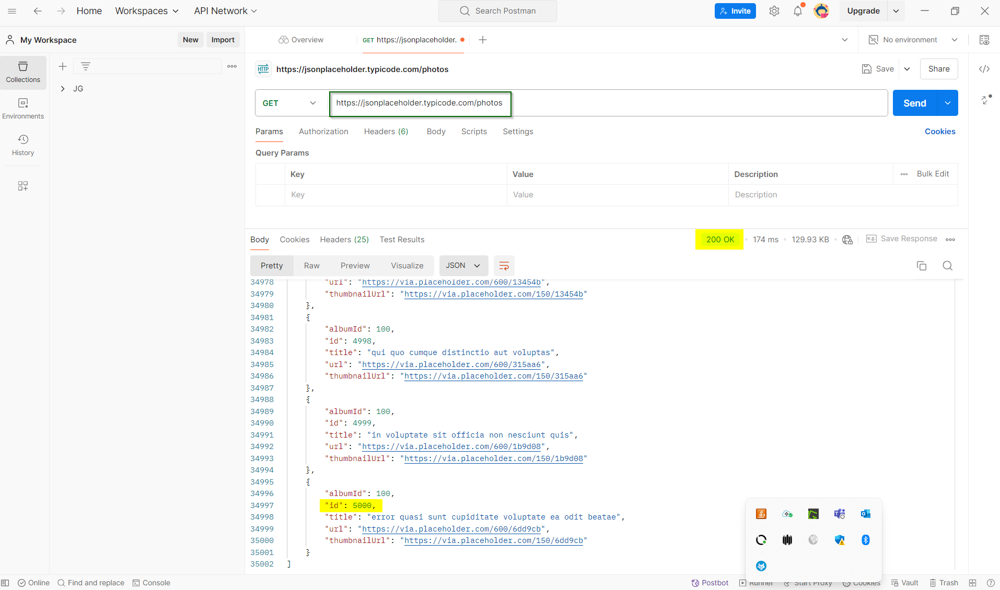 Home Workspaces API Network Search Postman Invite Upgrade
My Workspace New Import Overview GET https://jsonplaceholder. No environment
Collections
JG
Environments
History
HTTP https://jsonplaceholder.typicode.com/photos Save Share
GET https://jsonplaceholder.typicode.com/photos Send
Params Authorization Headers (6) Body Scripts Settings Cookies
Query Params
Key Value Description Bulk Edit
Key Value Description
Body Cookies Headers (25) Test Results 200 OK 174 ms 129.93 KB e.g. Save Response
Pretty Raw Preview Visualize JSON
34978 "url": "https://via.placeholder.com/600/13454b",
34979 "thumbnailUrl": "https://via.placeholder.com/150/13454b"
34980 },
34981 {
34982 "albumId": 100,
34983 "id": 4998,
34984 "title": "qui quo cumque distinctio aut voluptas",
34985 "url": "https://via.placeholder.com/600/315aa6",
34986 "thumbnailUrl": "https://via.placeholder.com/150/315aa6"
34987 },
34988 {
34989 "albumId": 100,
34990 "id": 4999,
34991 "title": "in voluptate sit officia non nesciunt quis",
34992 "url": "https://via.placeholder.com/600/1b9d08",
34993 "thumbnailUrl": "https://via.placeholder.com/150/1b9d08"
34994 },
34995 {
34996 "albumId": 100,
34997 "id": 5000,
34998 "title": "error quasi sunt cupiditate voluptate ea odit beatae",
34999 "url": "https://via.placeholder.com/600/6dd9cb",
35000 "thumbnailUrl": "https://via.placeholder.com/150/6dd9cb"
35001 }
35002 ]
Online Find and replace Console Postbot Runner Start Proxy Cookies Vault Trash